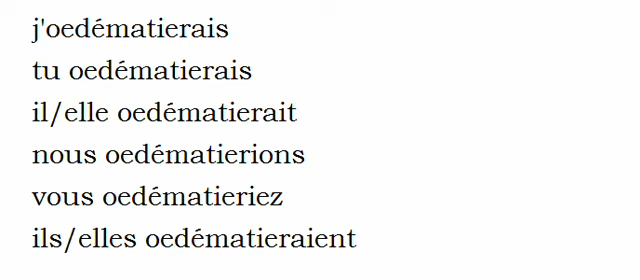 j'oedématierais
tu oedématierais
il/elle oedématierait
nous oedématierions
vous oedématieriez
ils/elles oedématieraient